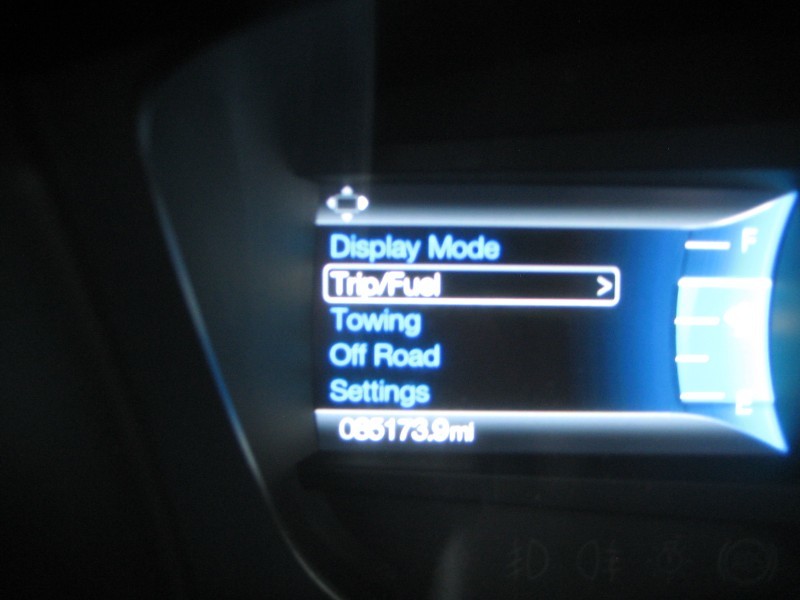 Display Mode
F
Trip/Fuel >
Towing
Off Road
Settings
E
085173.9mi